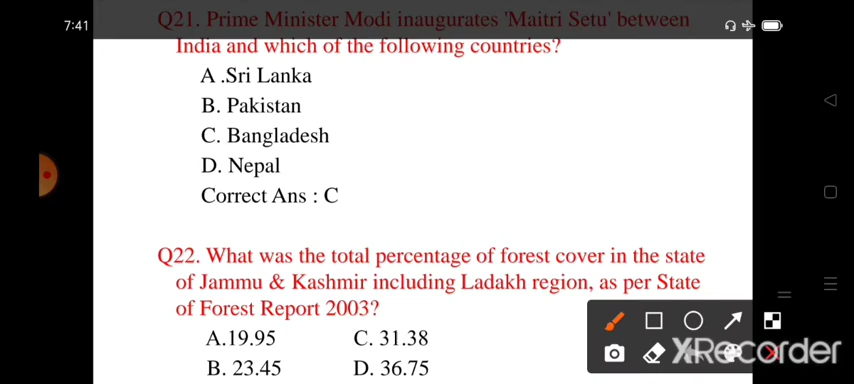 7:41
Q21. Prime Minister Modi inaugurates 'Maitri Setu' between
India and which of the following countries?
A .Sri Lanka
B. Pakistan
C. Bangladesh
D. Nepal
Correct Ans : C
Q22. What was the total percentage of forest cover in the state
of Jammu & Kashmir including Ladakh region, as per State
of Forest Report 2003?
A.19.95 C. 31.38
B. 23.45 D. 36.75
XRecorder